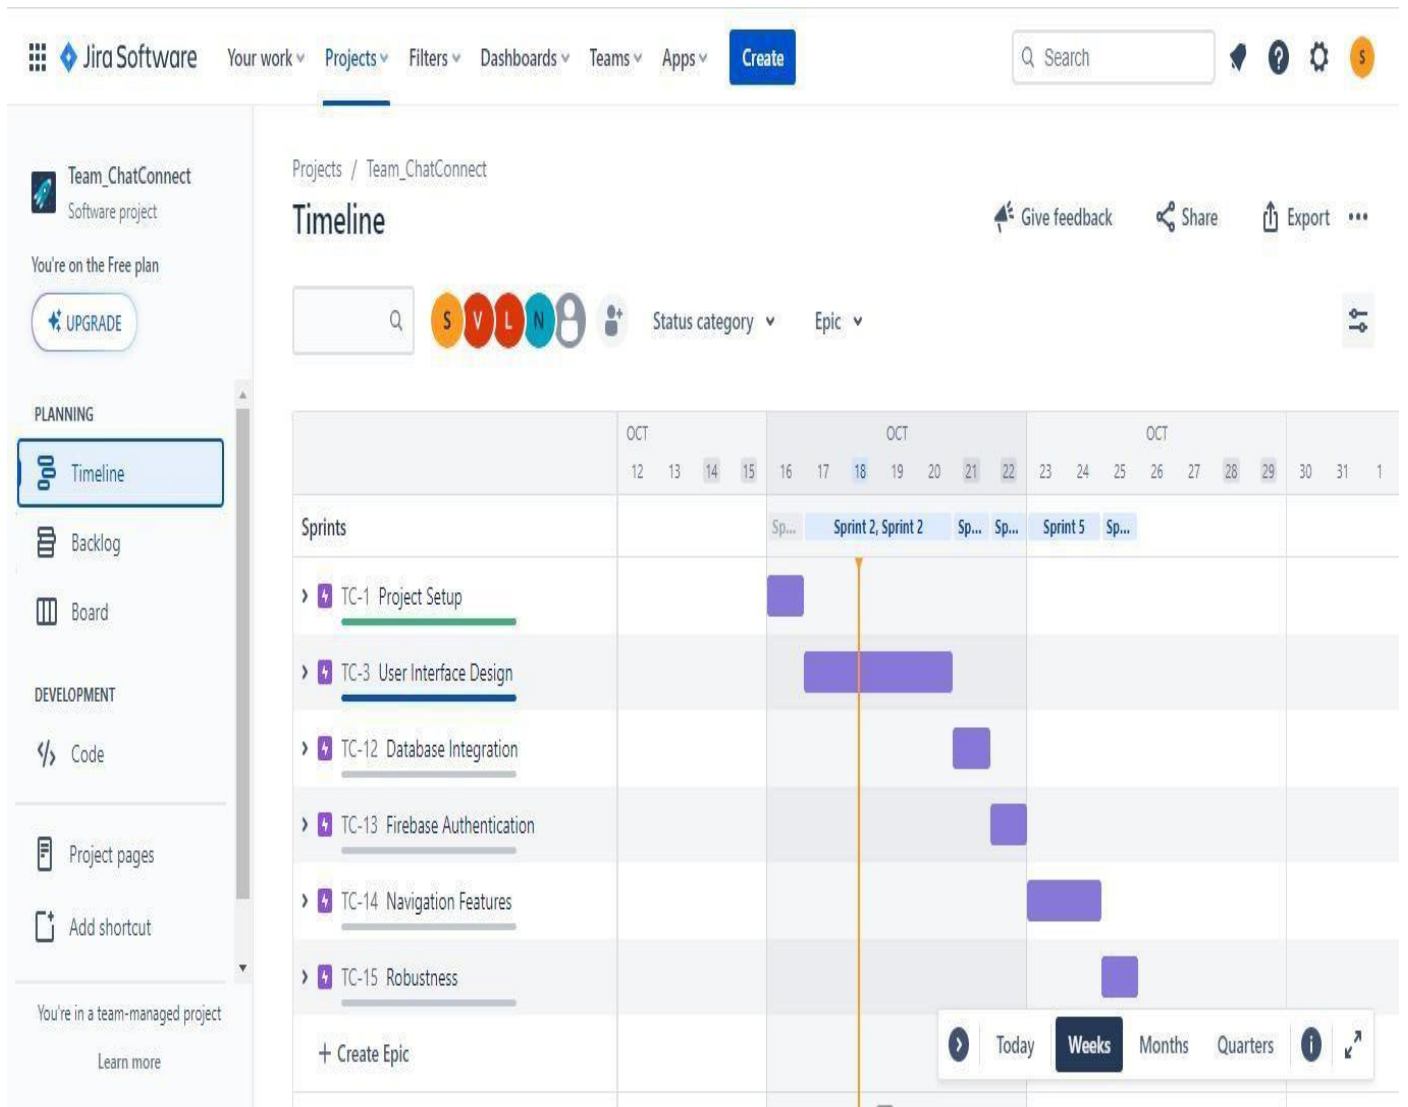 Jira Software Your work Projects Filters Dashboards Teams Apps Create Search ? S
Team_ChatConnect
Software project
You're on the Free plan
UPGRADE
PLANNING
Timeline
Backlog
Board
DEVELOPMENT
</> Code
Project pages
Add shortcut
You're in a team-managed project
Learn more
Projects / Team_ChatConnect
Timeline
Give feedback Share Export •••
S V L N Status category Epic
OCT OCT OCT
12 13 14 15 16 17 18 19 20 21 22 23 24 25 26 27 28 29 30 31 1
Sprints Sp... Sprint 2, Sprint 2 Sp... Sp... Sprint 5 Sp...
TC-1 Project Setup
TC-3 User Interface Design
TC-12 Database Integration
TC-13 Firebase Authentication
TC-14 Navigation Features
TC-15 Robustness
+ Create Epic
Today Weeks Months Quarters i